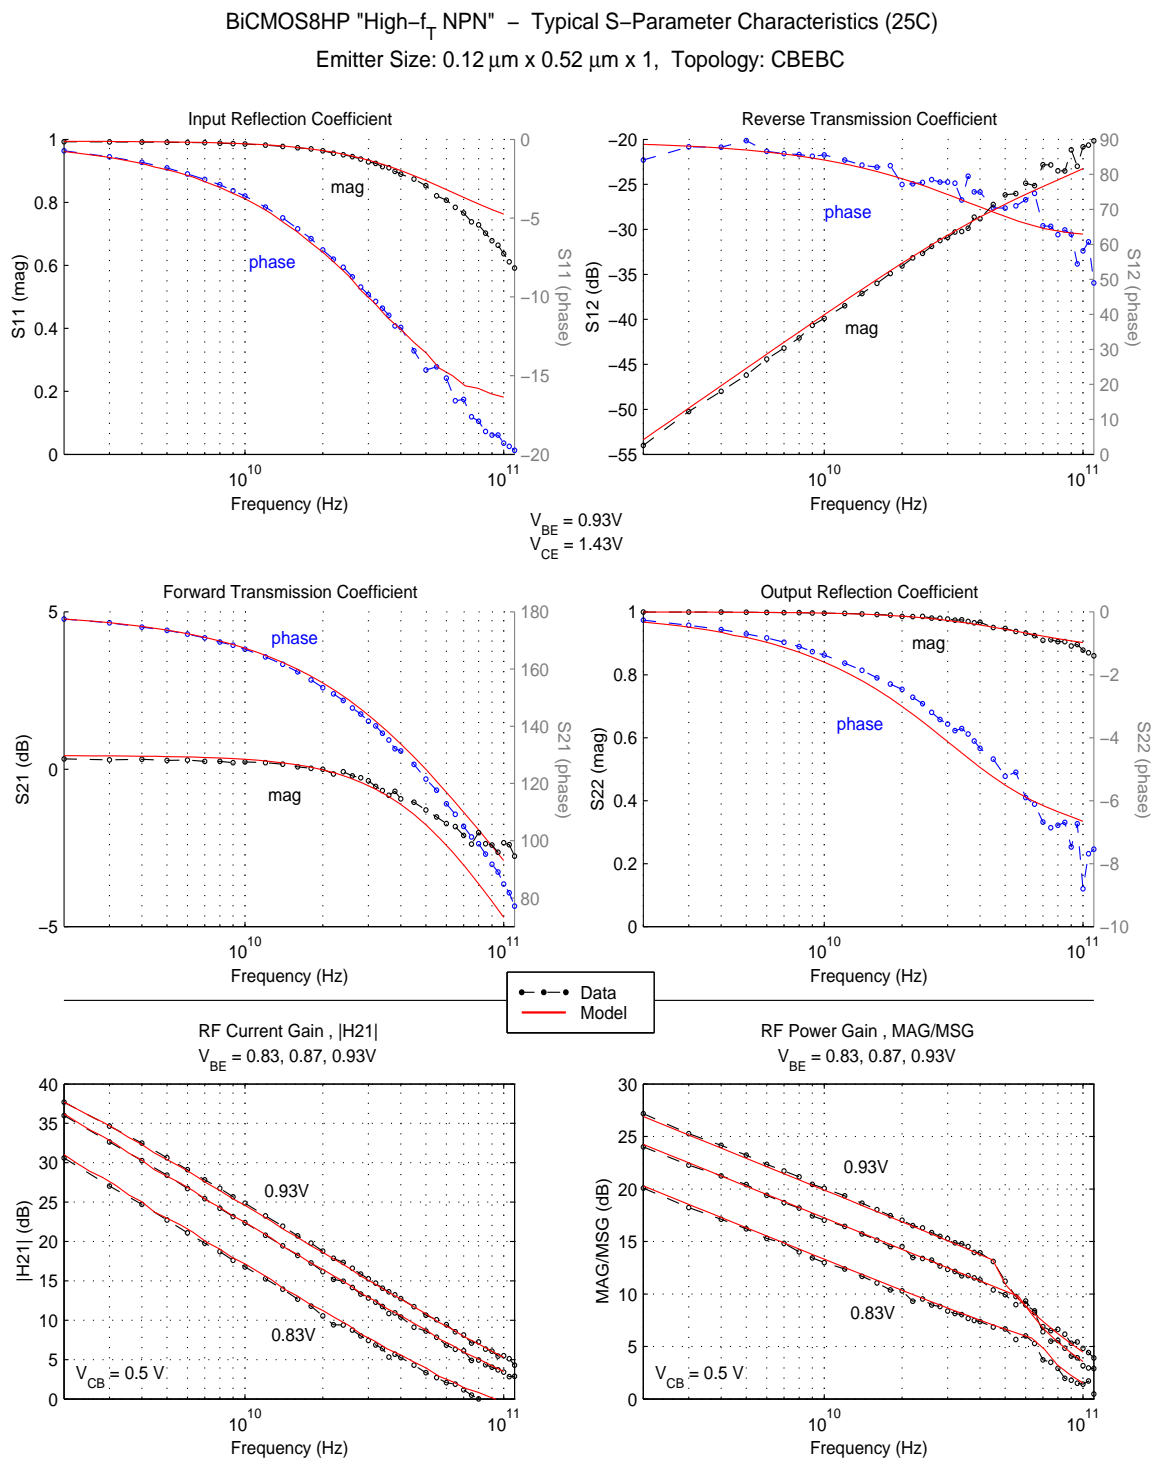 BiCMOS8HP "High−fT NPN"  −  Typical S−Parameter Characteristics (25C)
Emitter Size: 0.12 µm x 0.52 µm x 1,  Topology: CBEBC
Input Reflection Coefficient
1
0.8
0.6
0.4
0.2
0
S11 (mag)
mag
phase
0
−5
−10
−15
−20
S11 (phase)
10^10
10^11
Frequency (Hz)
Reverse Transmission Coefficient
−20
−25
−30
−35
−40
−45
−50
−55
S12 (dB)
phase
mag
90
80
70
60
50
40
30
20
10
0
S12 (phase)
10^10
10^11
Frequency (Hz)
VBE = 0.93V
VCE = 1.43V
Forward Transmission Coefficient
5
0
−5
S21 (dB)
phase
mag
180
160
140
120
100
80
S21 (phase)
10^10
10^11
Frequency (Hz)
Output Reflection Coefficient
1
0.8
0.6
0.4
0.2
0
S22 (mag)
mag
phase
0
−2
−4
−6
−8
−10
S22 (phase)
10^10
10^11
Frequency (Hz)
Data
Model
RF Current Gain , |H21|
VBE = 0.83, 0.87, 0.93V
40
35
30
25
20
15
10
5
0
|H21| (dB)
0.93V
0.83V
VCB = 0.5 V
10^10
10^11
Frequency (Hz)
RF Power Gain , MAG/MSG
VBE = 0.83, 0.87, 0.93V
30
25
20
15
10
5
0
MAG/MSG (dB)
0.93V
0.83V
VCB = 0.5 V
10^10
10^11
Frequency (Hz)